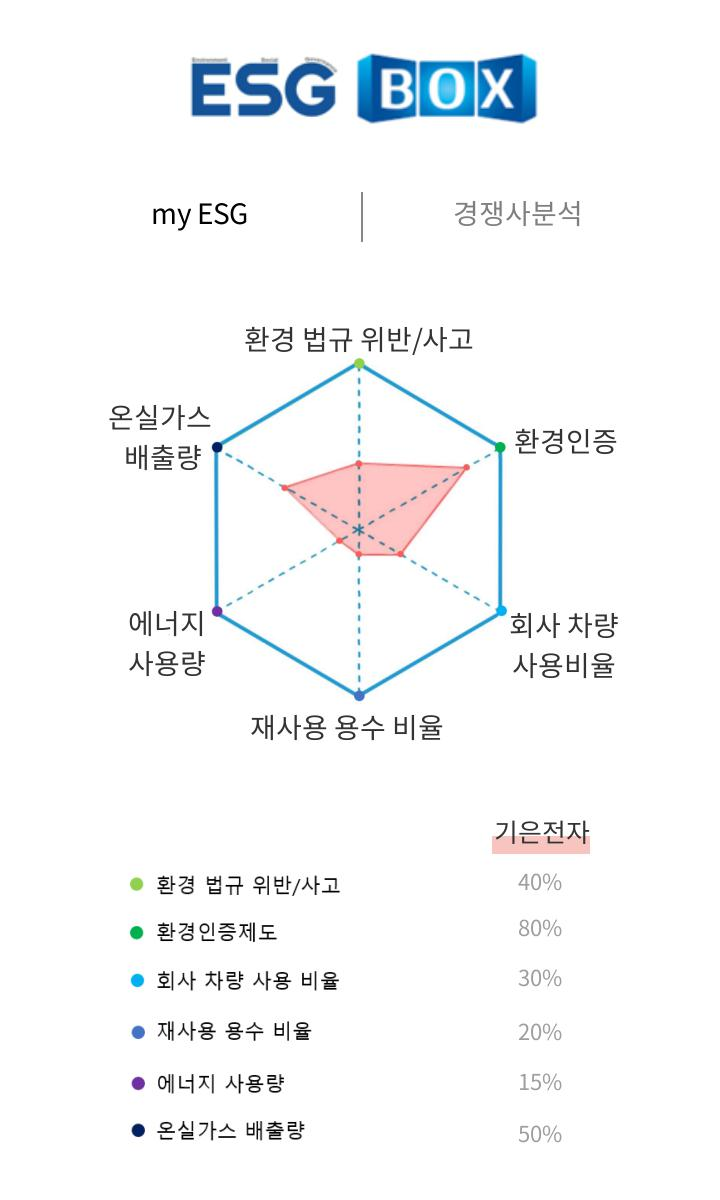 Environment Social Governance
ESG BOX
my ESG
경쟁사분석
환경 법규 위반/사고
온실가스
배출량
환경인증
에너지
사용량
회사 차량
사용비율
재사용 용수 비율
기은전자
환경 법규 위반/사고 40%
환경인증제도 80%
회사 차량 사용 비율 30%
재사용 용수 비율 20%
에너지 사용량 15%
온실가스 배출량 50%